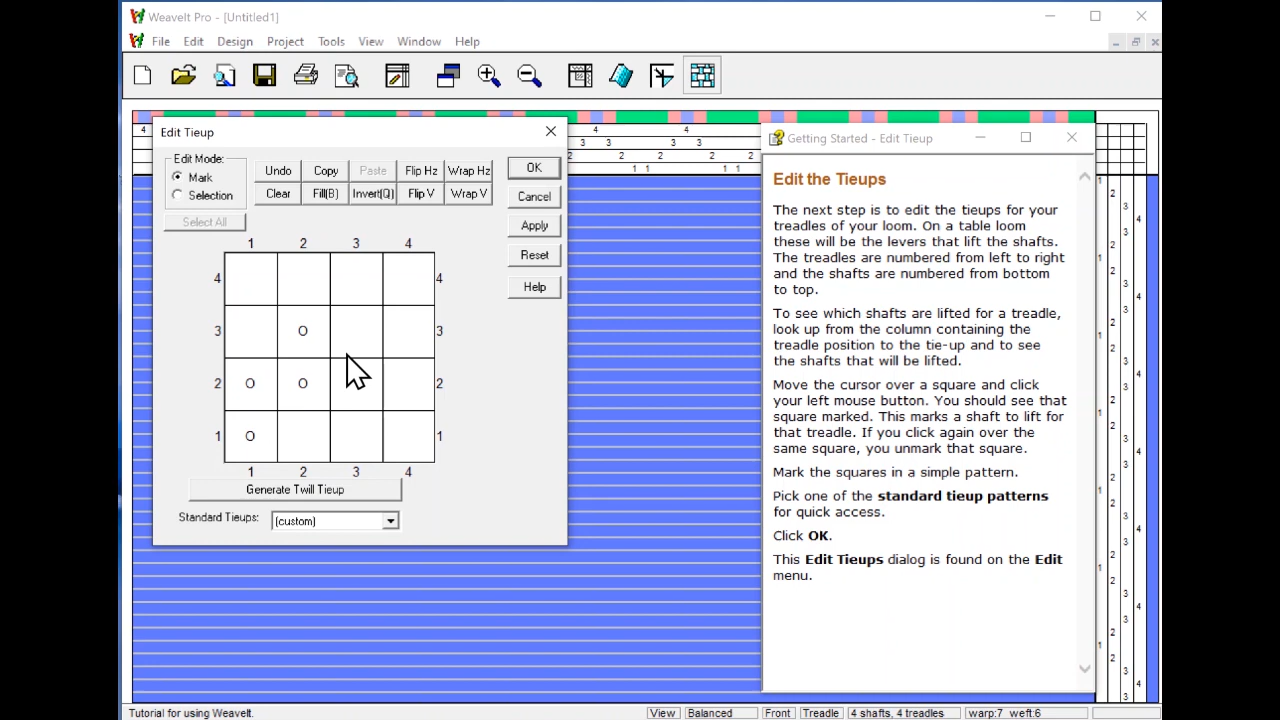 WeaveIt Pro - [Untitled1]
File Edit Design Project Tools View Window Help
Edit Tieup
Edit Mode:
Mark
Selection
Select All
Undo Copy Paste Flip Hz Wrap Hz
Clear Fill(B) Invert(Q) Flip V Wrap V
OK
Cancel
Apply
Reset
Help
1 2 3 4
4 4
3 O 3
2 O O 2
1 O 1
1 2 3 4
Generate Twill Tieup
Standard Tieups: (custom)
Getting Started - Edit Tieup
Edit the Tieups
The next step is to edit the tieups for your
treadles of your loom. On a table loom
these will be the levers that lift the shafts.
The treadles are numbered from left to right
and the shafts are numbered from bottom
to top.
To see which shafts are lifted for a treadle,
look up from the column containing the
treadle position to the tie-up and to see
the shafts that will be lifted.
Move the cursor over a square and click
your left mouse button. You should see that
square marked. This marks a shaft to lift for
that treadle. If you click again over the
same square, you unmark that square.
Mark the squares in a simple pattern.
Pick one of the standard tieup patterns
for quick access.
Click OK.
This Edit Tieups dialog is found on the Edit
menu.
Tutorial for using WeaveIt. View Balanced Front Treadle 4 shafts, 4 treadles warp:7 weft:6